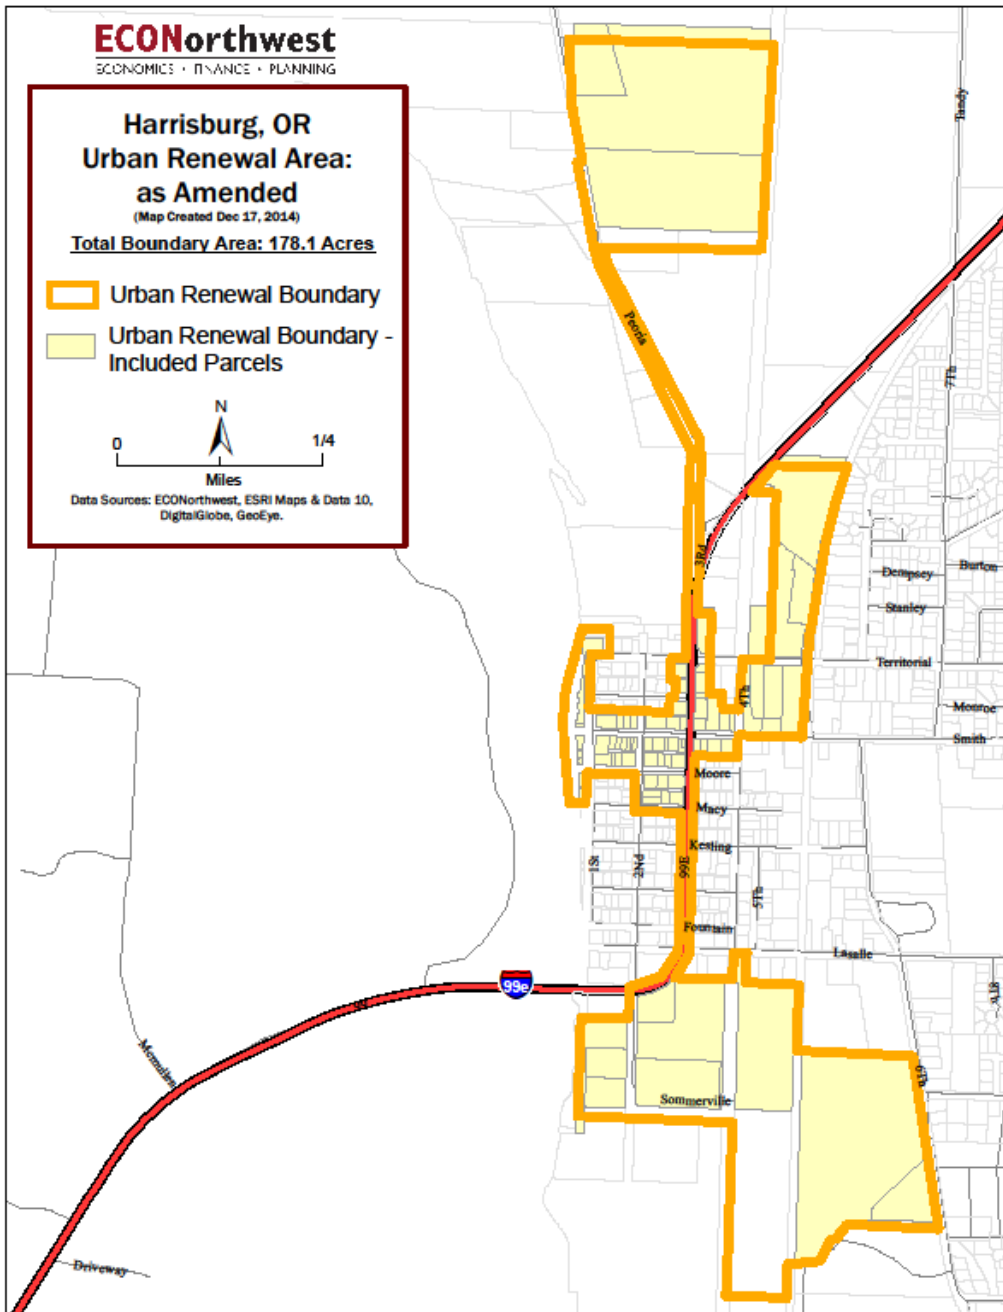 ECONorthwest
ECONOMICS • FINANCE • PLANNING
Harrisburg, OR
Urban Renewal Area:
as Amended
(Map Created Dec 17, 2014)
Total Boundary Area: 178.1 Acres
Urban Renewal Boundary
Urban Renewal Boundary -
Included Parcels
N
0
1/4
Miles
Data Sources: ECONorthwest, ESRI Maps & Data 10,
DigitalGlobe, GeoEye.
Tandy
Peoria
7Th
3Rd
Dempsey
Burton
Stanley
Territorial
4Th
Monroe
Smith
Moore
Macy
Kesling
1St
2Nd
99E
5Th
Fountain
Lasalle
99e
Mcmullen
6Th
Sommerville
Driveway